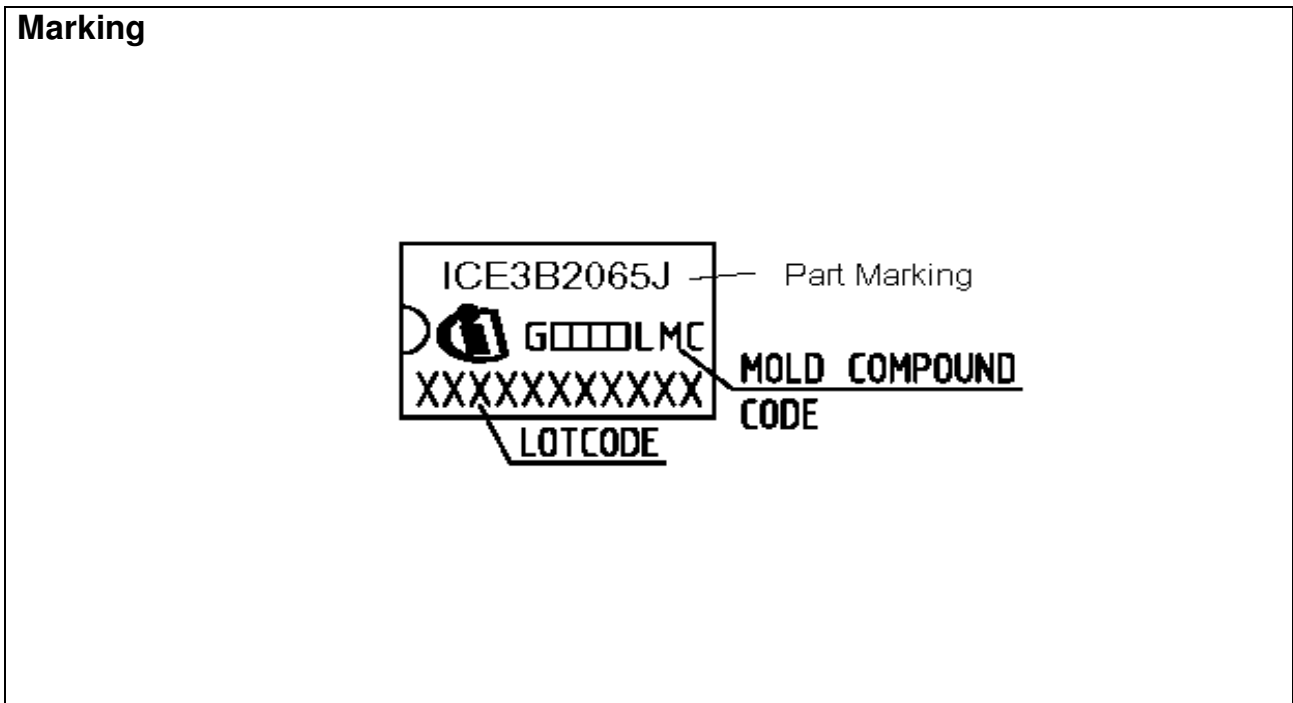 Marking
ICE3B2065J
Part Marking
G□□□□LMC
MOLD COMPOUND
CODE
XXXXXXXXXXX
LOTCODE